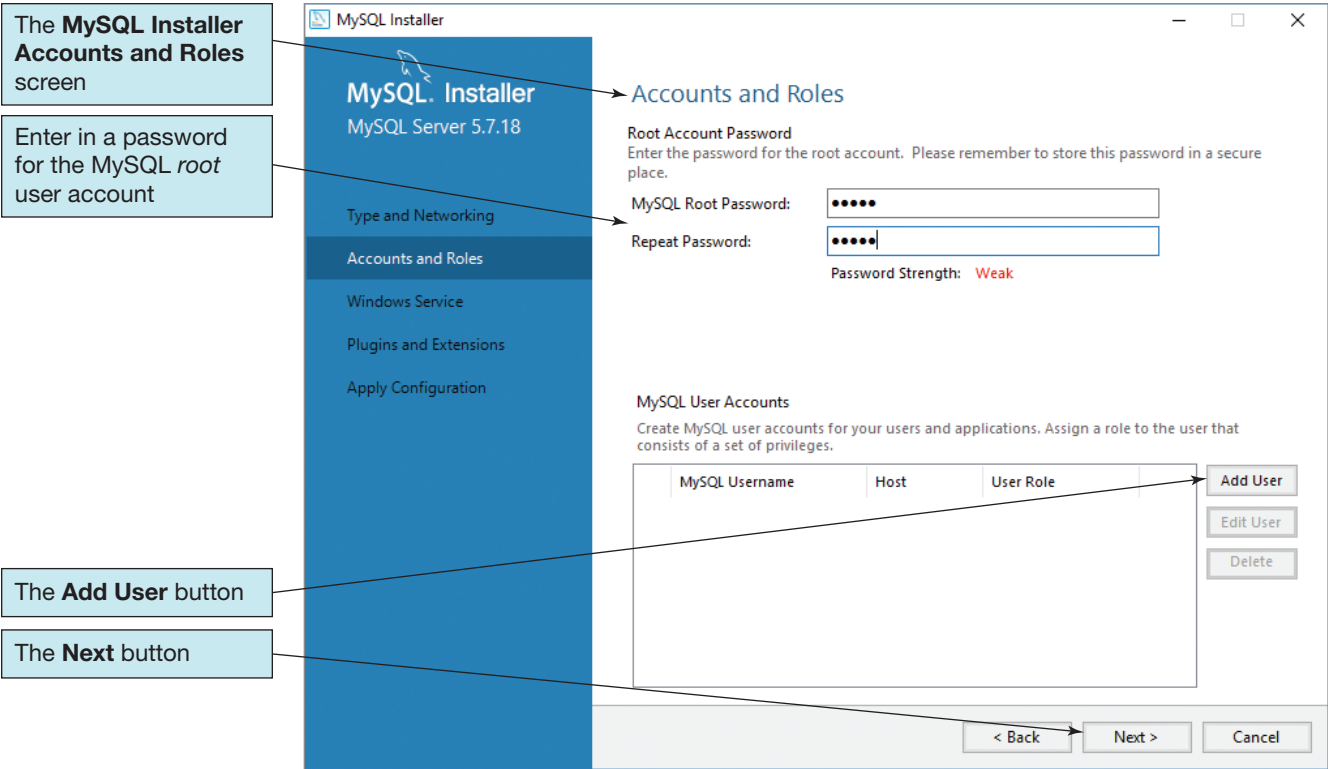 The MySQL Installer
Accounts and Roles
screen
Enter in a password
for the MySQL root
user account
The Add User button
The Next button
MySQL Installer
MySQL. Installer
MySQL Server 5.7.18
Type and Networking
Accounts and Roles
Windows Service
Plugins and Extensions
Apply Configuration
Accounts and Roles
Root Account Password
Enter the password for the root account. Please remember to store this password in a secure
place.
MySQL Root Password: •••••
Repeat Password: •••••
Password Strength: Weak
MySQL User Accounts
Create MySQL user accounts for your users and applications. Assign a role to the user that
consists of a set of privileges.
MySQL Username Host User Role
Add User
Edit User
Delete
< Back Next > Cancel